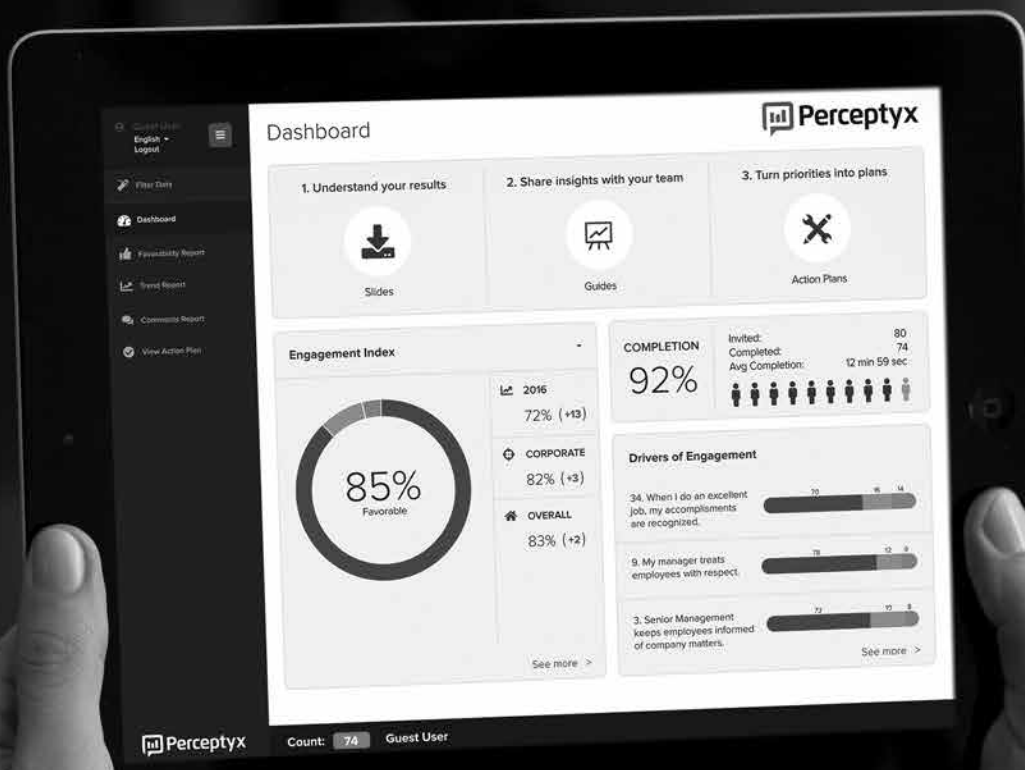 Guest User
English
Logout
Filter Data
Dashboard
Favorability Report
Trend Report
Comments Report
View Action Plan
Perceptyx
Dashboard
Perceptyx
1. Understand your results
Slides
2. Share insights with your team
Guides
3. Turn priorities into plans
Action Plans
Engagement Index -
85%
Favorable
2016
72% (+13)
CORPORATE
82% (+3)
OVERALL
83% (+2)
See more >
COMPLETION
92%
Invited: 80
Completed: 74
Avg Completion: 12 min 59 sec
Drivers of Engagement
34. When I do an excellent
job, my accomplisments
are recognized.
70 16 14
9. My manager treats
employees with respect.
78 12
3. Senior Management
keeps employees informed
of company matters.
72
See more >
Count: 74 Guest User